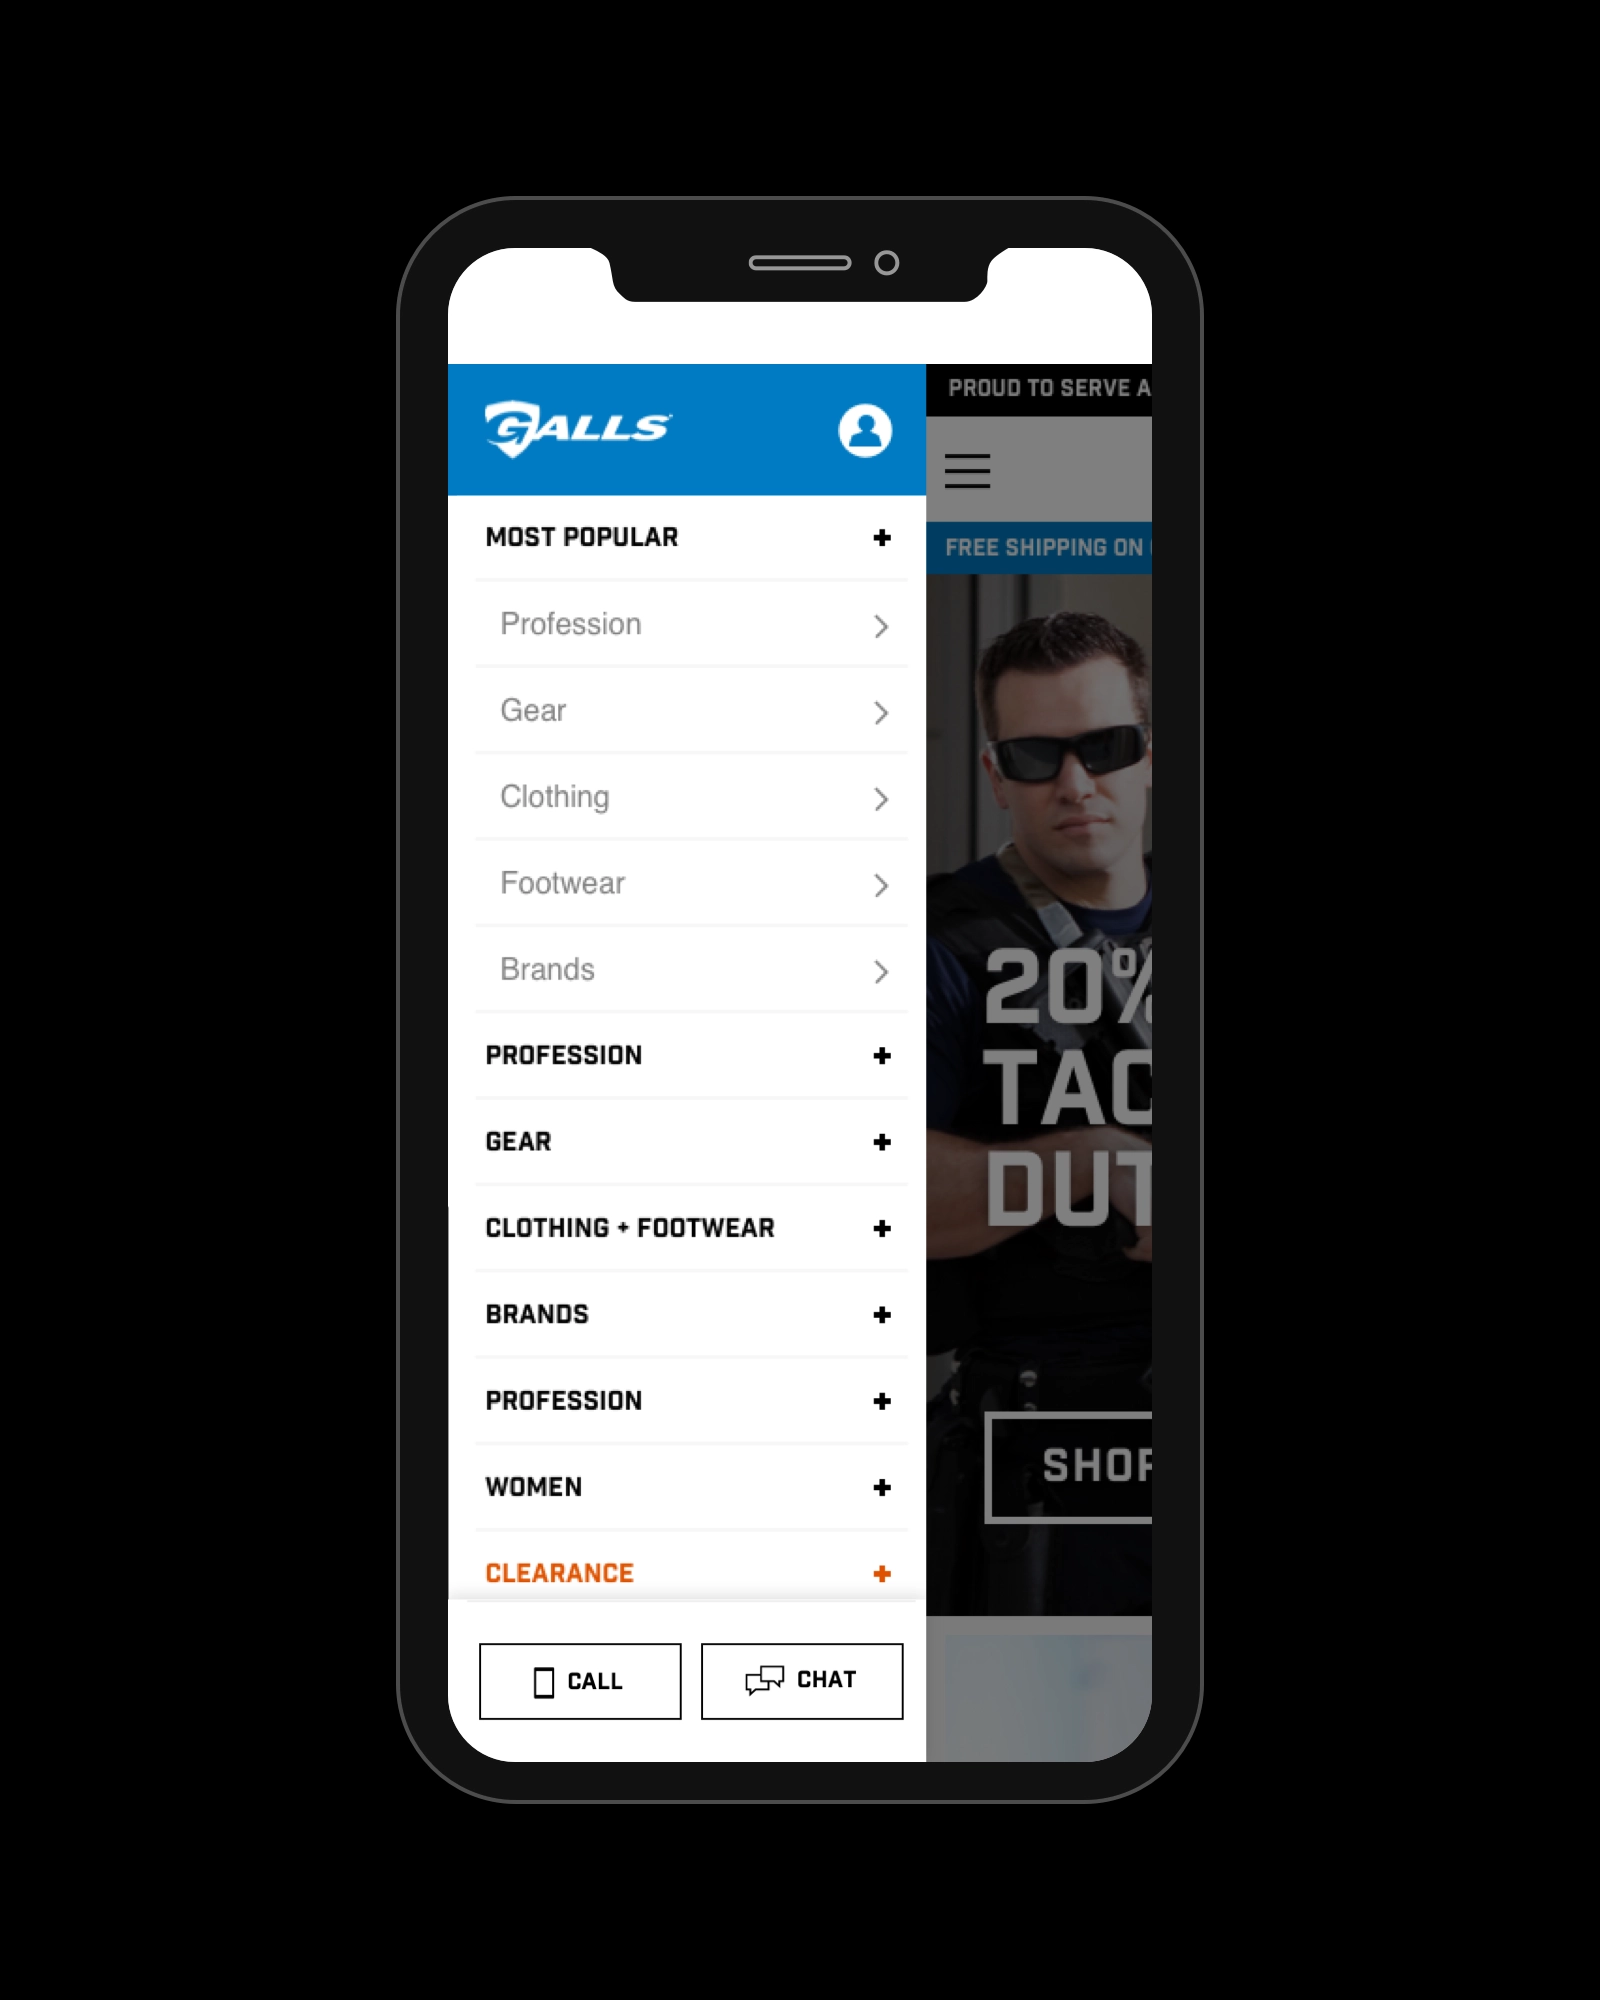 GALLS
MOST POPULAR +
Profession
Gear
Clothing
Footwear
Brands
PROFESSION +
GEAR +
CLOTHING + FOOTWEAR +
BRANDS +
PROFESSION +
WOMEN +
CLEARANCE +
CALL
CHAT
PROUD TO SERVE A
FREE SHIPPING ON
20%
TAC
DUT
SHOP